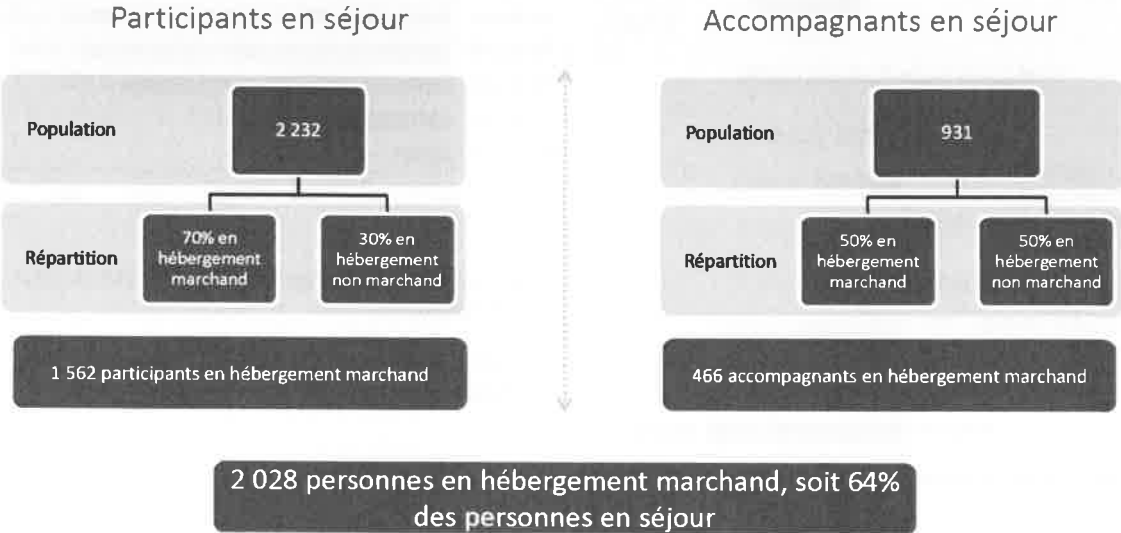 Participants en séjour
Population
2 232
Répartition
70% en
hébergement
marchand
30% en
hébergement
non marchand
1 562 participants en hébergement marchand
Accompagnants en séjour
Population
931
Répartition
50% en
hébergement
marchand
50% en
hébergement
non marchand
466 accompagnants en hébergement marchand
2 028 personnes en hébergement marchand, soit 64%
des personnes en séjour